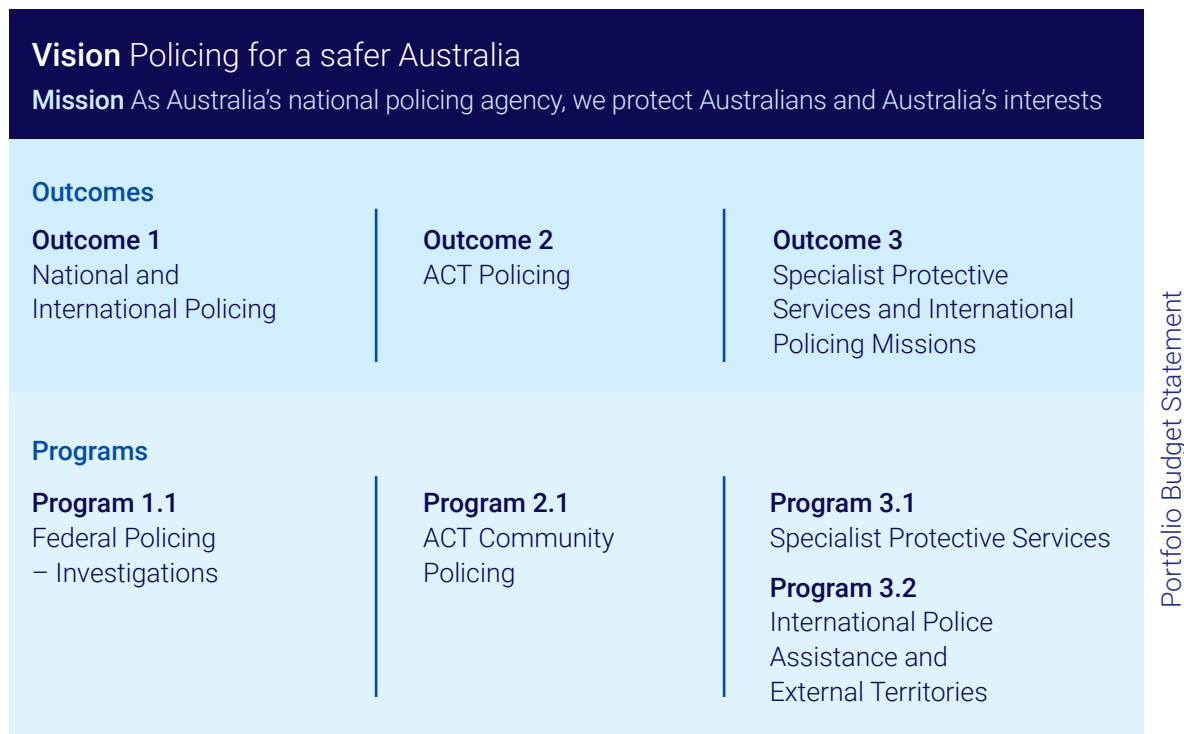 Vision Policing for a safer Australia
Mission As Australia’s national policing agency, we protect Australians and Australia’s interests
Outcomes
Outcome 1
National and
International Policing
Outcome 2
ACT Policing
Outcome 3
Specialist Protective
Services and International
Policing Missions
Programs
Program 1.1
Federal Policing
– Investigations
Program 2.1
ACT Community
Policing
Program 3.1
Specialist Protective Services
Program 3.2
International Police
Assistance and
External Territories
Portfolio Budget Statement